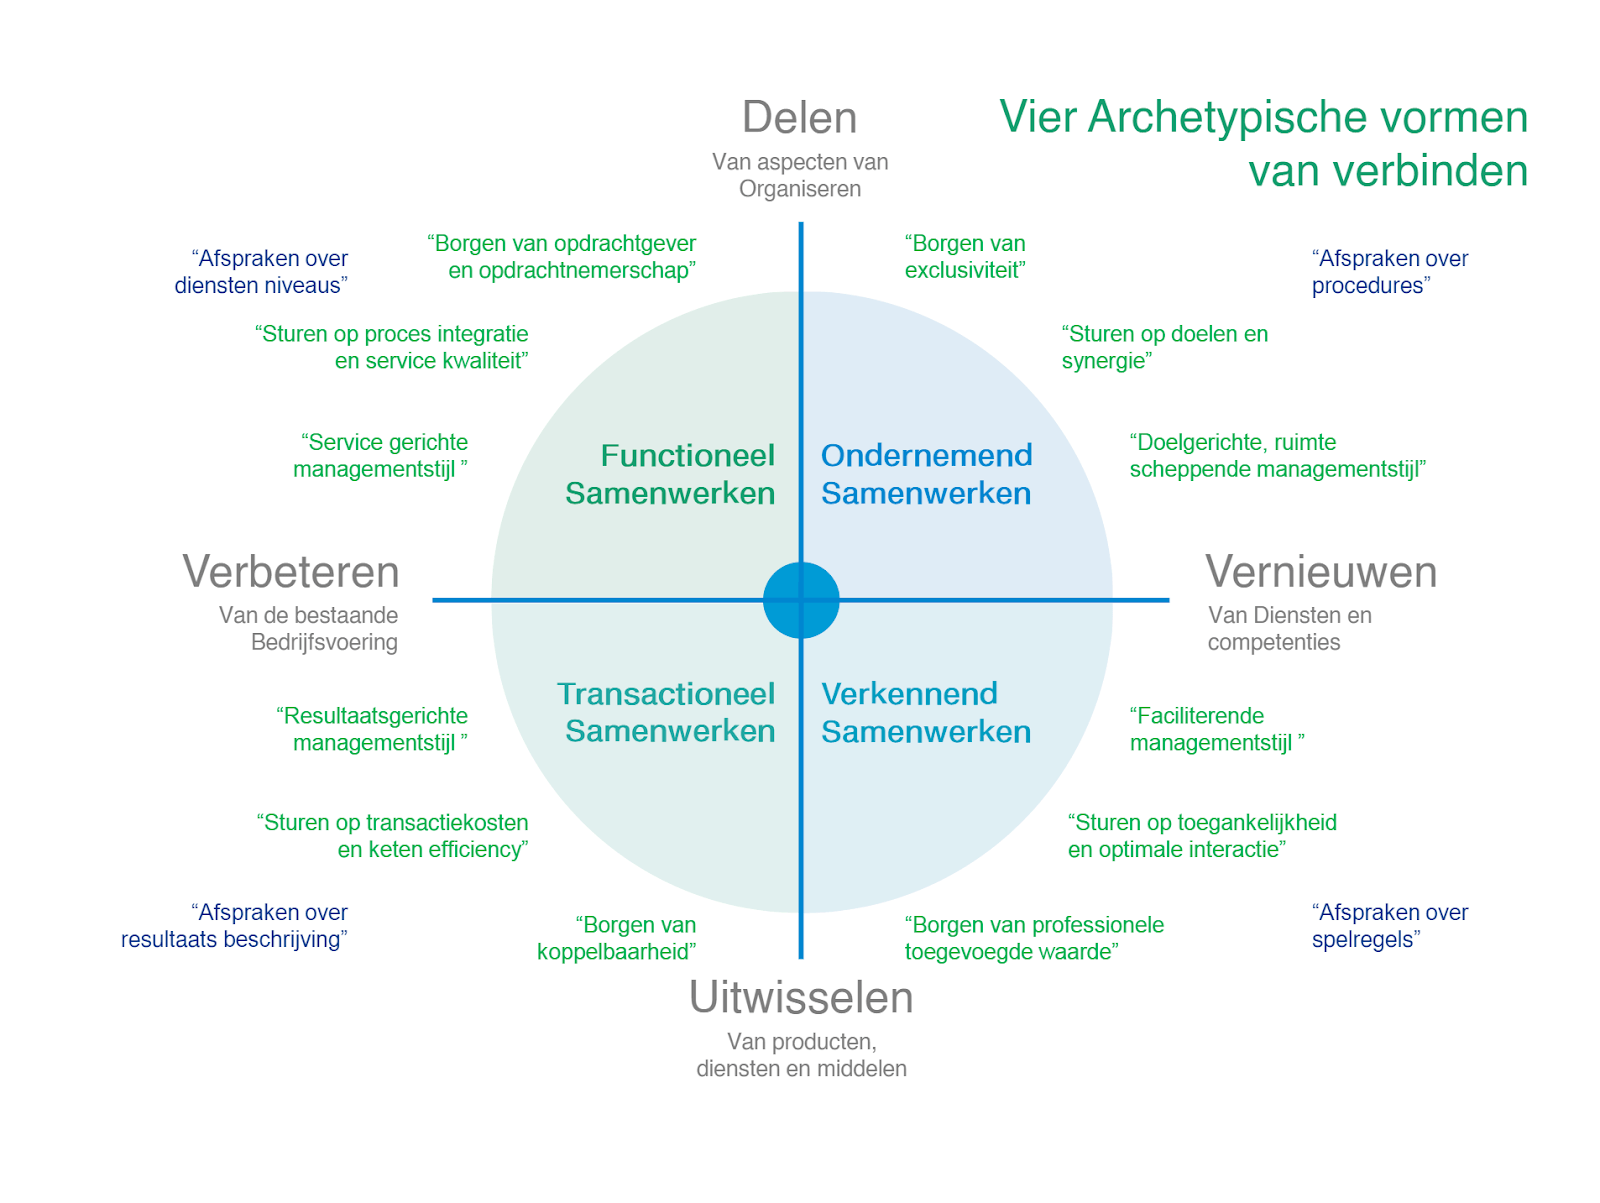 Vier Archetypische vormen
van verbinden
Delen
Van aspecten van
Organiseren
“Afspraken over
diensten niveaus”
“Borgen van opdrachtgever
en opdrachtnemerschap”
“Sturen op proces integratie
en service kwaliteit”
“Service gerichte
managementstijl ”
“Borgen van
exclusiviteit”
“Afspraken over
procedures”
“Sturen op doelen en
synergie”
“Doelgerichte, ruimte
scheppende managementstijl”
Functioneel
Samenwerken
Ondernemend
Samenwerken
Verbeteren
Van de bestaande
Bedrijfsvoering
Vernieuwen
Van Diensten en
competenties
Transactioneel
Samenwerken
Verkennend
Samenwerken
“Resultaatsgerichte
managementstijl ”
“Sturen op transactiekosten
en keten efficiency”
“Afspraken over
resultaats beschrijving”
“Borgen van
koppelbaarheid”
“Faciliterende
managementstijl ”
“Sturen op toegankelijkheid
en optimale interactie”
“Borgen van professionele
toegevoegde waarde”
“Afspraken over
spelregels”
Uitwisselen
Van producten,
diensten en middelen